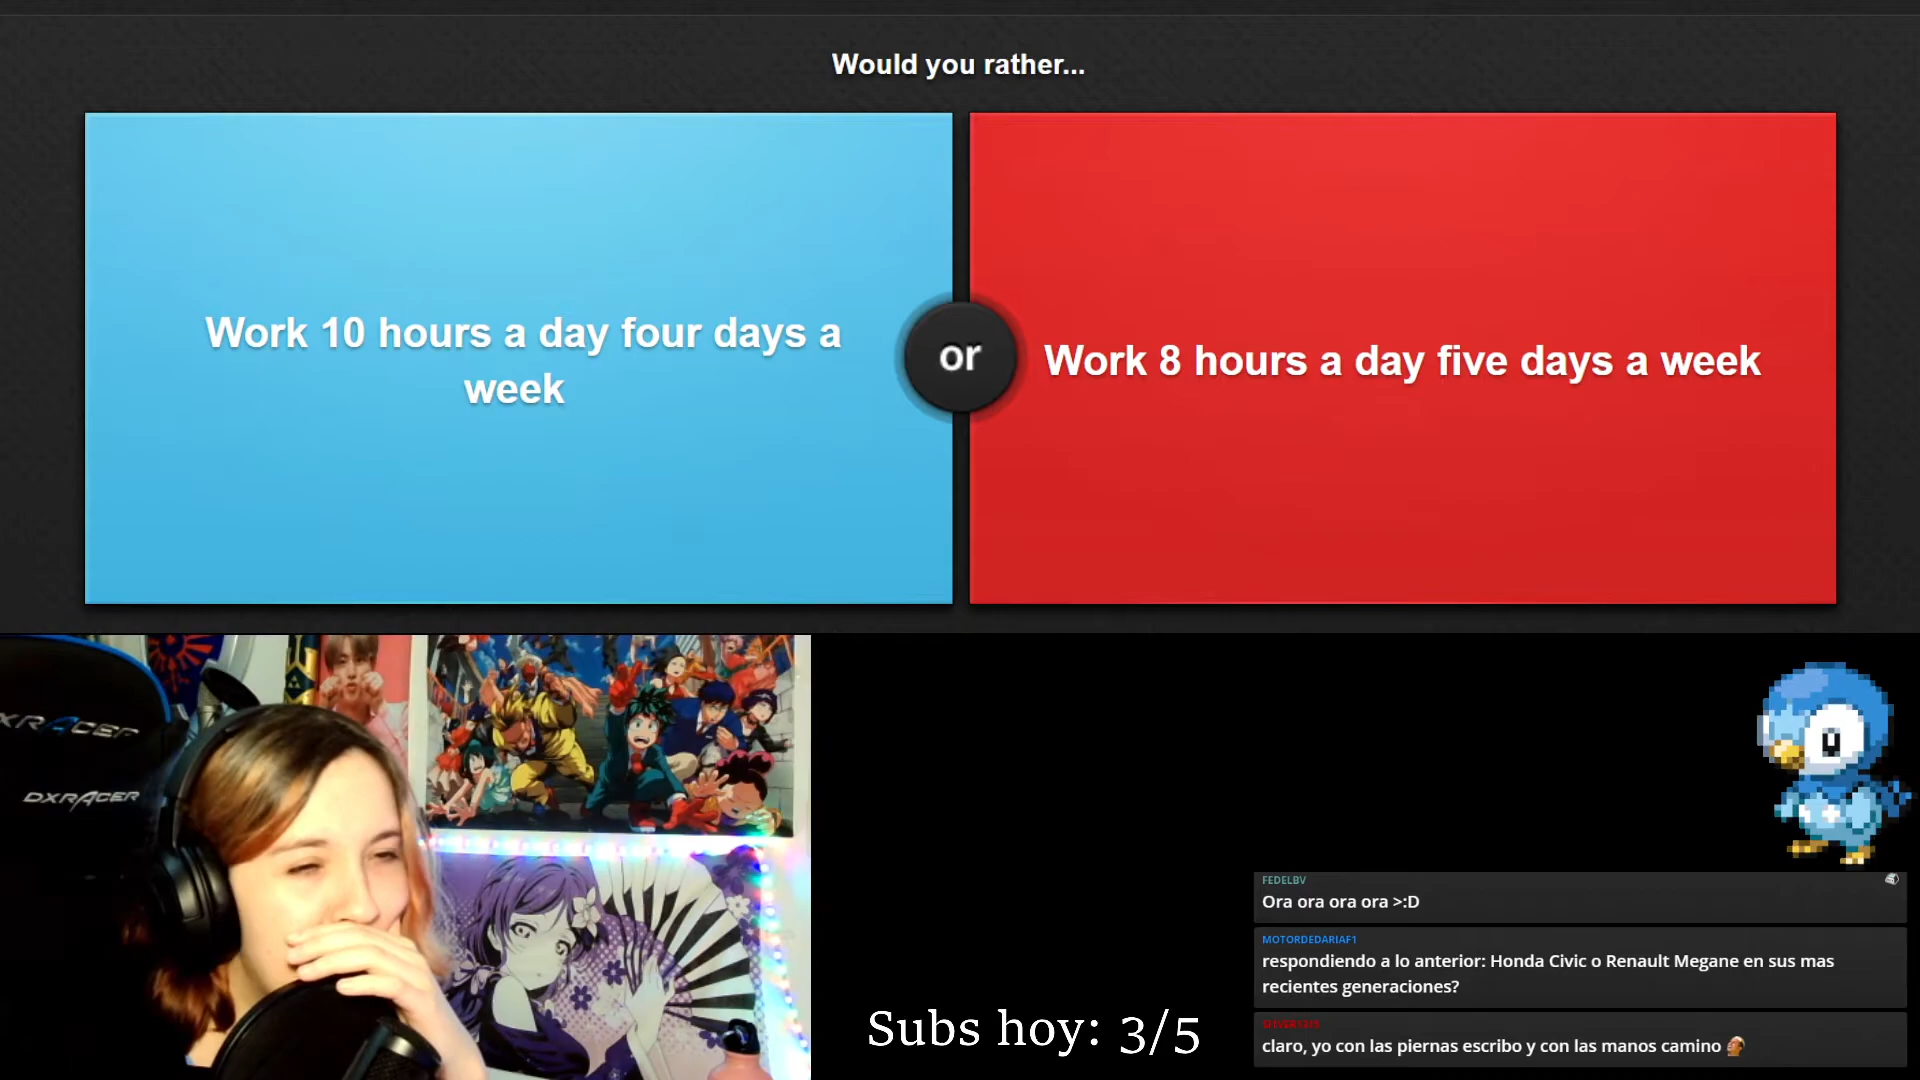 Would you rather...
Work 10 hours a day four days a
week
or
Work 8 hours a day five days a week
DXRACER
Subs hoy: 3/5
FEDELBV
Ora ora ora ora >:D
MOTORDEDARIAF1
respondiendo a lo anterior: Honda Civic o Renault Megane en sus mas
recientes generaciones?
claro, yo con las piernas escribo y con las manos camino